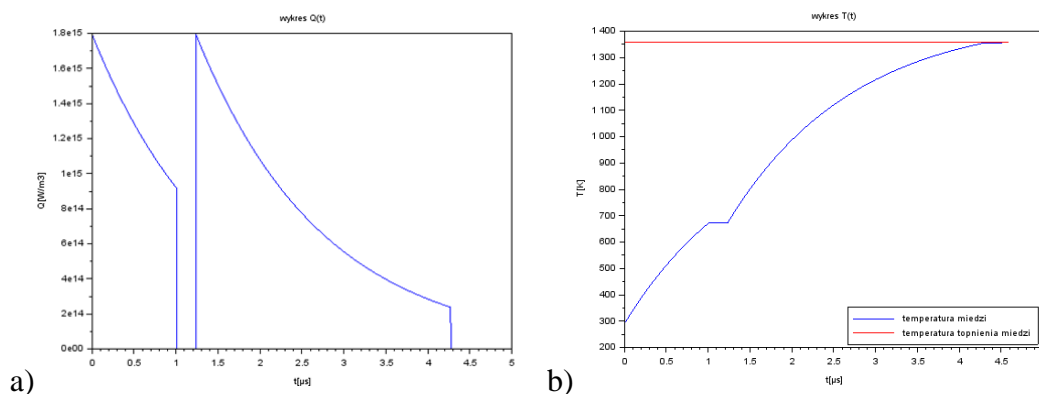 wykres Q(t)
1.8e15
1.6e15
1.4e15
1.2e15
1e15
8e14
6e14
4e14
2e14
0e00
Q[W/m3]
0 0.5 1 1.5 2 2.5 3 3.5 4 4.5 5
t[µs]
a)
wykres T(t)
1 400
1 300
1 200
1 100
1 000
900
800
700
600
500
400
300
200
T[K]
temperatura miedzi
temperatura topnienia miedzi
0 0.5 1 1.5 2 2.5 3 3.5 4 4.5
t[µs]
b)